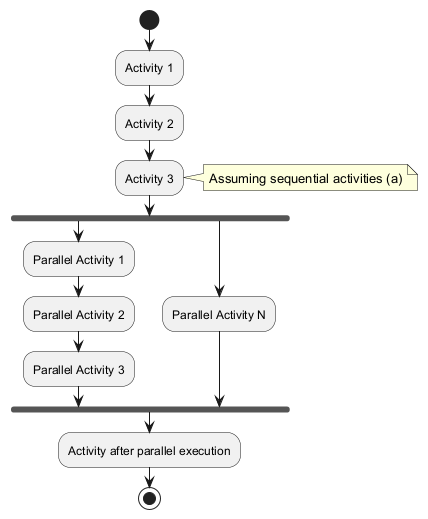 Activity 1
Activity 2
Activity 3
Assuming sequential activities (a)
Parallel Activity 1
Parallel Activity 2
Parallel Activity N
Parallel Activity 3
Activity after parallel execution